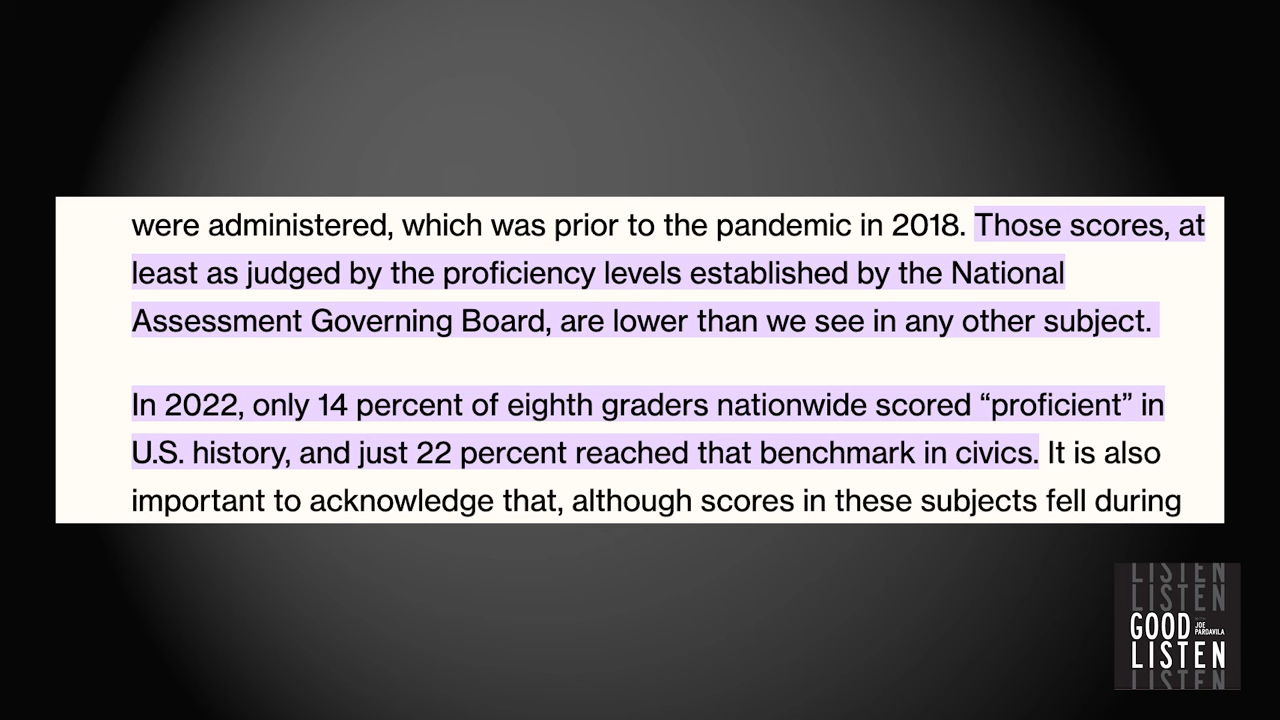 were administered, which was prior to the pandemic in 2018. Those scores, at
least as judged by the proficiency levels established by the National
Assessment Governing Board, are lower than we see in any other subject.
In 2022, only 14 percent of eighth graders nationwide scored “proficient” in
U.S. history, and just 22 percent reached that benchmark in civics. It is also
important to acknowledge that, although scores in these subjects fell during
LISTEN
LISTEN
GOOD WITH JOE PARDAVILA
LISTEN
LISTEN